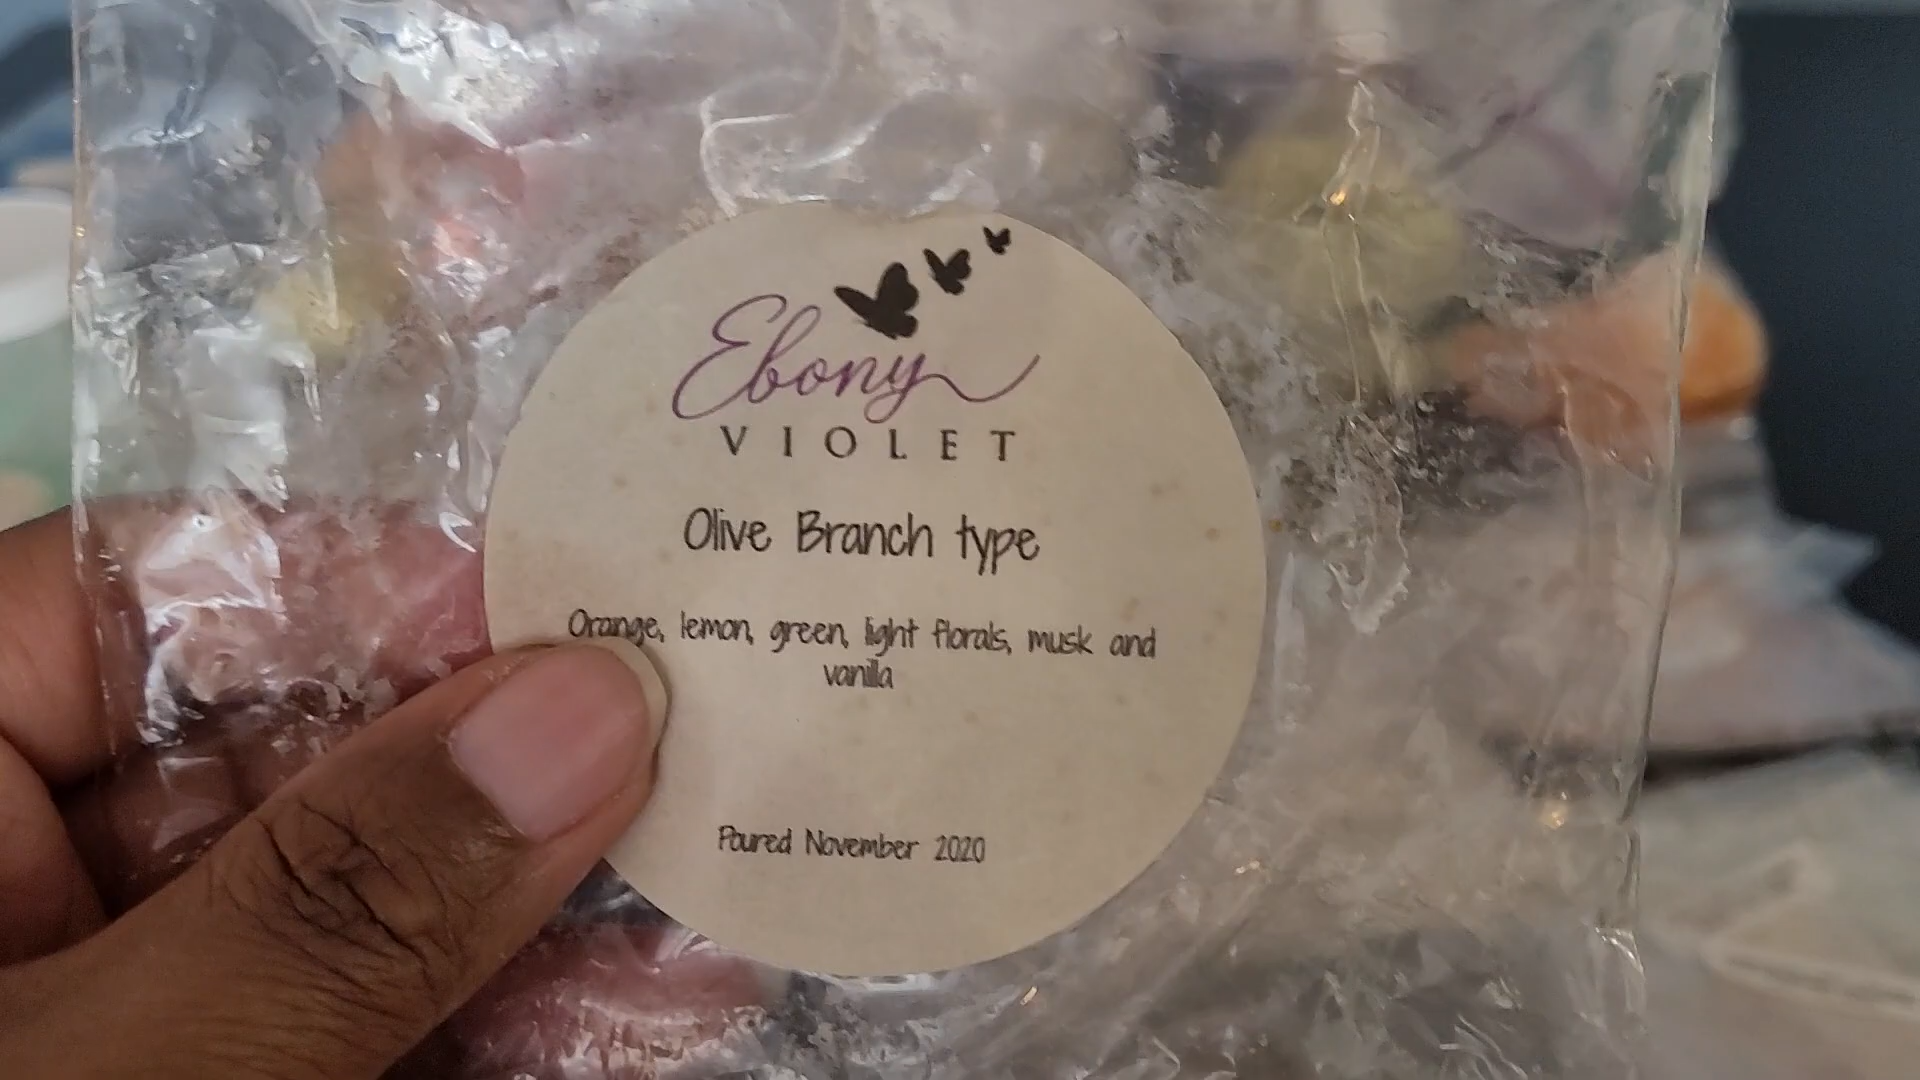 Ebony
VIOLET
Olive Branch type
Orange, lemon, green, light florals, musk and
vanilla
Poured November 2020